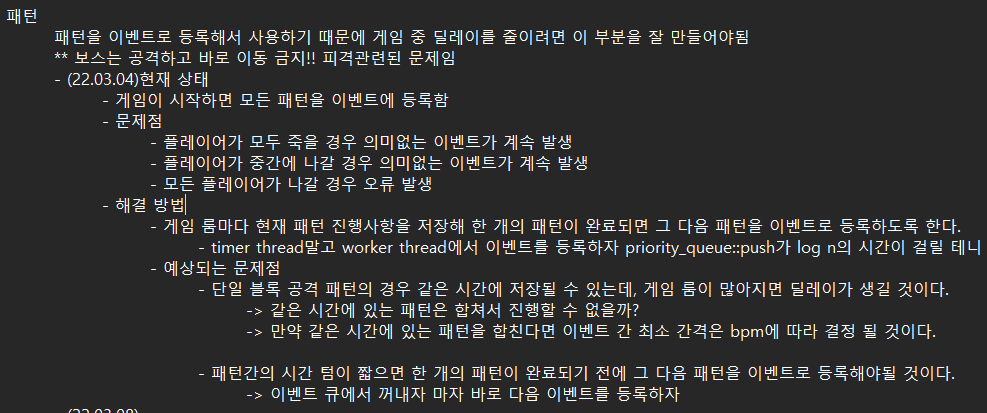 패턴
패턴을 이벤트로 등록해서 사용하기 때문에 게임 중 딜레이를 줄이려면 이 부분을 잘 만들어야됨
** 보스는 공격하고 바로 이동 금지!! 피격관련된 문제임
- (22.03.04)현재 상태
- 게임이 시작하면 모든 패턴을 이벤트에 등록함
- 문제점
- 플레이어가 모두 죽을 경우 의미없는 이벤트가 계속 발생
- 플레이어가 중간에 나갈 경우 의미없는 이벤트가 계속 발생
- 모든 플레이어가 나갈 경우 오류 발생
- 해결 방법
- 게임 룸마다 현재 패턴 진행사항을 저장해 한 개의 패턴이 완료되면 그 다음 패턴을 이벤트로 등록하도록 한다.
- timer thread말고 worker thread에서 이벤트를 등록하자 priority_queue::push가 log n의 시간이 걸릴 테니
- 예상되는 문제점
- 단일 블록 공격 패턴의 경우 같은 시간에 저장될 수 있는데, 게임 룸이 많아지면 딜레이가 생길 것이다.
-> 같은 시간에 있는 패턴은 합쳐서 진행할 수 없을까?
-> 만약 같은 시간에 있는 패턴을 합친다면 이벤트 간 최소 간격은 bpm에 따라 결정 될 것이다.
- 패턴간의 시간 텀이 짧으면 한 개의 패턴이 완료되기 전에 그 다음 패턴을 이벤트로 등록해야될 것이다.
-> 이벤트 큐에서 꺼내자 마자 바로 다음 이벤트를 등록하자